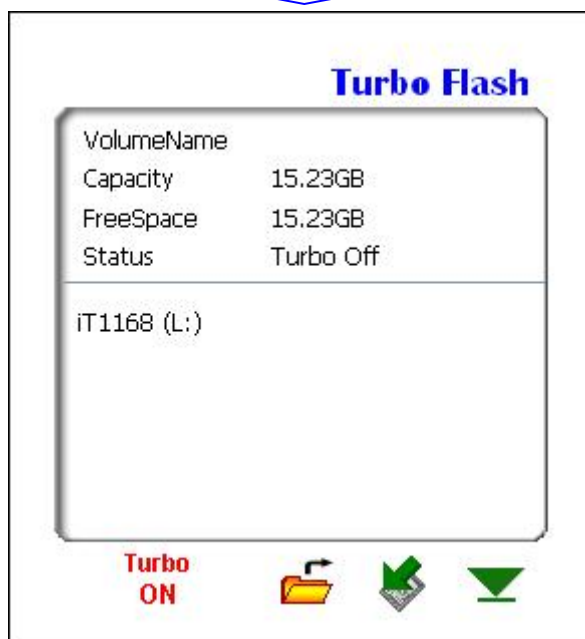 Turbo Flash
VolumeName
Capacity 15.23GB
FreeSpace 15.23GB
Status Turbo Off
iT1168 (L:)
Turbo
ON